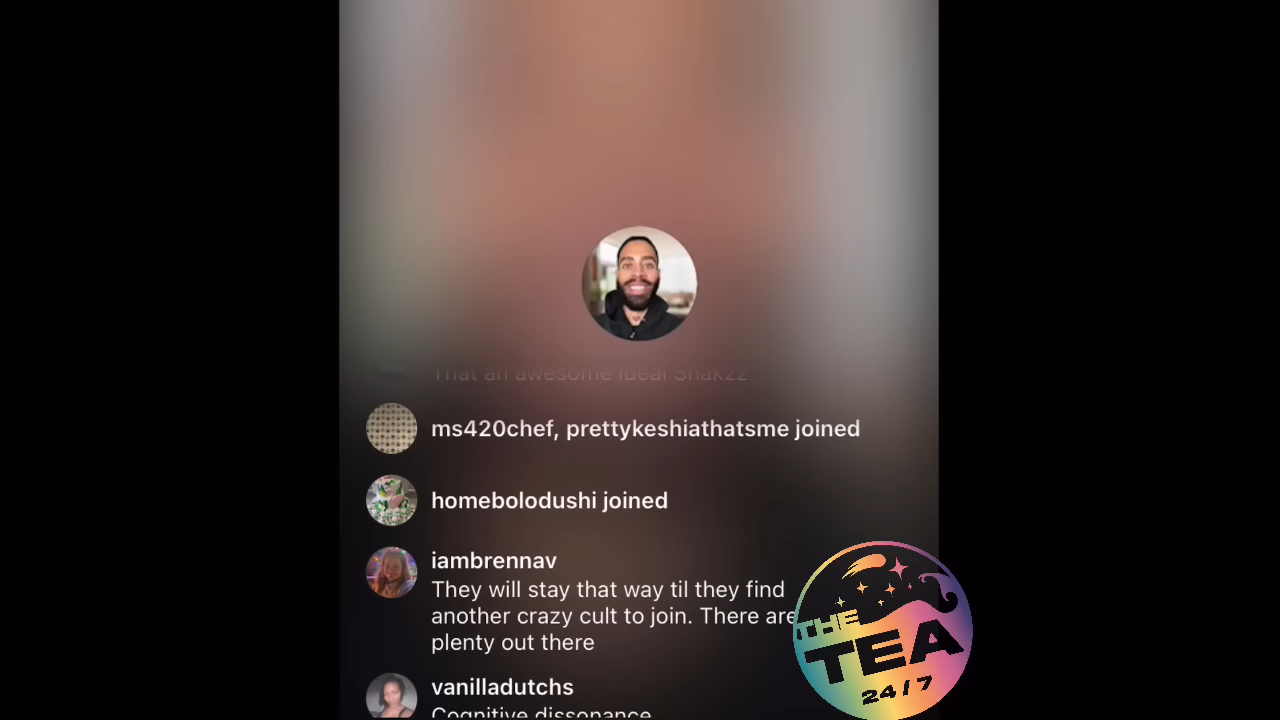 That an awesome idea! Shakzz
ms420chef, prettykeshiathatsme joined
homebolodushi joined
iambrennav
They will stay that way til they find
another crazy cult to join. There are
plenty out there
vanilladutchs
Cognitive dissonance
THE
TEA
24/7